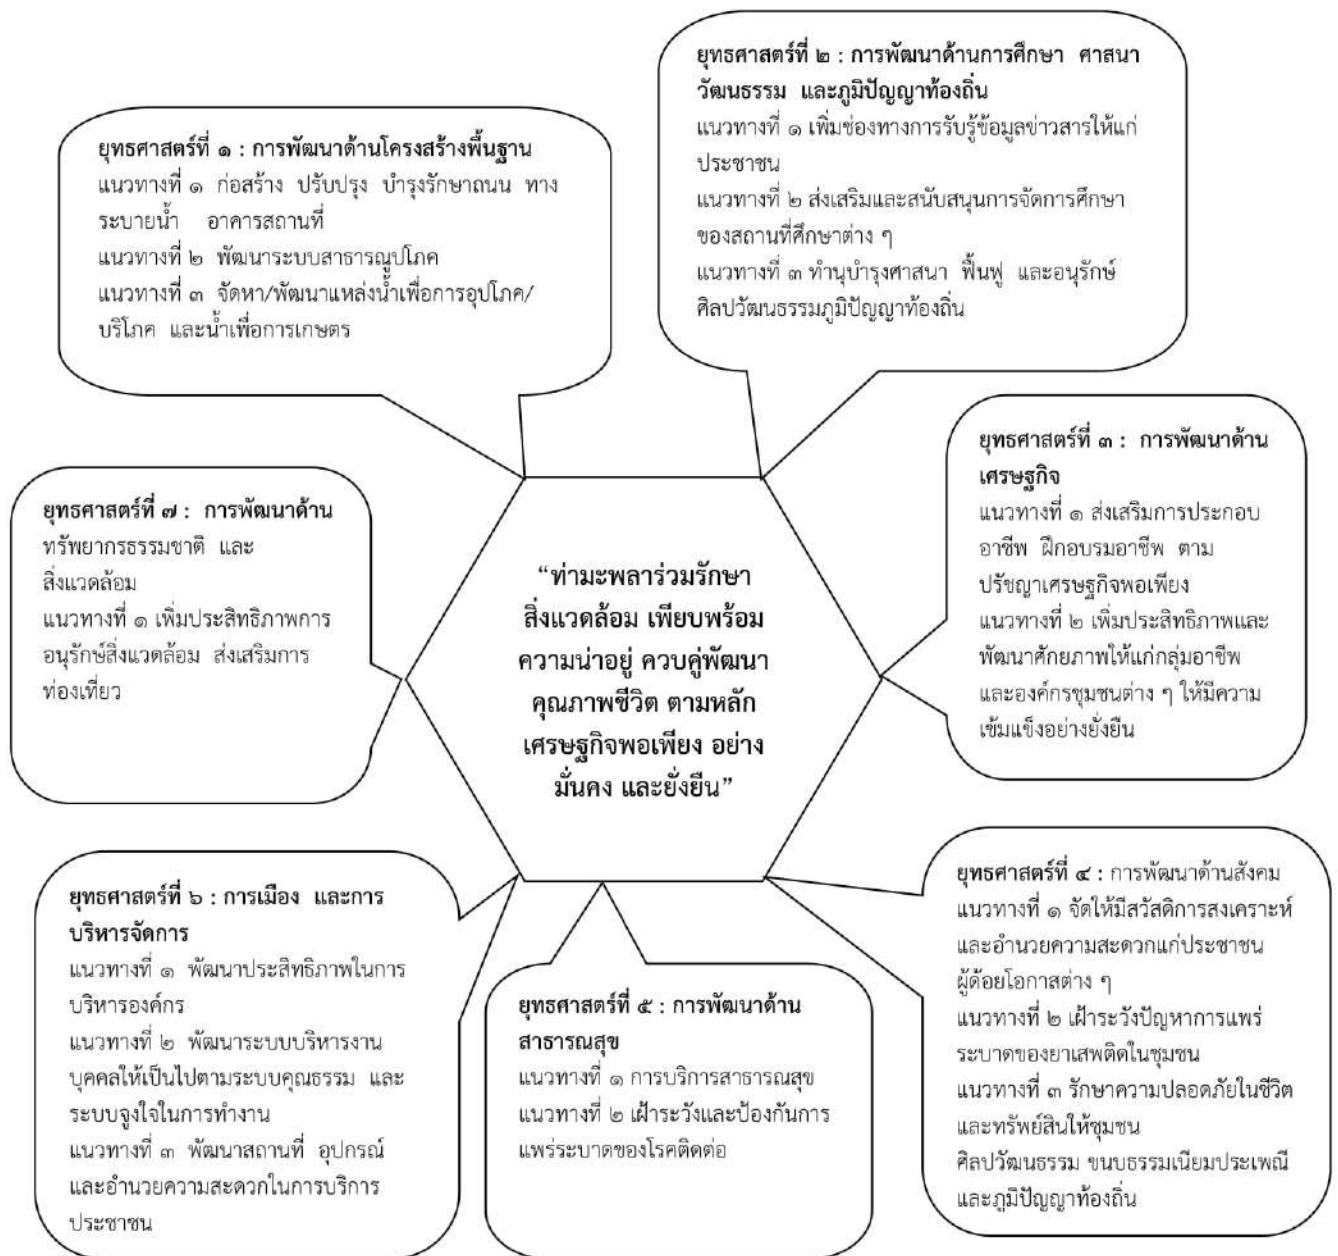 ยุทธศาสตร์ที่ ๑ : การพัฒนาด้านโครงสร้างพื้นฐาน
แนวทางที่ ๑ ก่อสร้าง ปรับปรุง บำรุงรักษาถนน ทาง
ระบายน้ำ อาคารสถานที่
แนวทางที่ ๒ พัฒนาระบบสาธารณูปโภค
แนวทางที่ ๓ จัดหา/พัฒนาแหล่งน้ำเพื่อการอุปโภค/
บริโภค และน้ำเพื่อการเกษตร
ยุทธศาสตร์ที่ ๒ : การพัฒนาด้านการศึกษา ศาสนา
วัฒนธรรม และภูมิปัญญาท้องถิ่น
แนวทางที่ ๑ เพิ่มช่องทางการรับรู้ข้อมูลข่าวสารให้แก่
ประชาชน
แนวทางที่ ๒ ส่งเสริมและสนับสนุนการจัดการศึกษา
ของสถานที่ศึกษาต่าง ๆ
แนวทางที่ ๓ ทำนุบำรุงศาสนา ฟื้นฟู และอนุรักษ์
ศิลปวัฒนธรรมภูมิปัญญาท้องถิ่น
ยุทธศาสตร์ที่ ๓ : การพัฒนาด้าน
เศรษฐกิจ
แนวทางที่ ๑ ส่งเสริมการประกอบ
อาชีพ ฝึกอบรมอาชีพ ตาม
ปรัชญาเศรษฐกิจพอเพียง
แนวทางที่ ๒ เพิ่มประสิทธิภาพและ
พัฒนาศักยภาพให้แก่กลุ่มอาชีพ
และองค์กรชุมชนต่าง ๆ ให้มีความ
เข้มแข็งอย่างยั่งยืน
ยุทธศาสตร์ที่ ๗ : การพัฒนาด้าน
ทรัพยากรธรรมชาติ และ
สิ่งแวดล้อม
แนวทางที่ ๑ เพิ่มประสิทธิภาพการ
อนุรักษ์สิ่งแวดล้อม ส่งเสริมการ
ท่องเที่ยว
“ท่ามะพลาร่วมรักษา
สิ่งแวดล้อม เพียบพร้อม
ความน่าอยู่ ควบคู่พัฒนา
คุณภาพชีวิต ตามหลัก
เศรษฐกิจพอเพียง อย่าง
มั่นคง และยั่งยืน”
ยุทธศาสตร์ที่ ๖ : การเมือง และการ
บริหารจัดการ
แนวทางที่ ๑ พัฒนาประสิทธิภาพในการ
บริหารองค์กร
แนวทางที่ ๒ พัฒนาระบบบริหารงาน
บุคคลให้เป็นไปตามระบบคุณธรรม และ
ระบบจูงใจในการทำงาน
แนวทางที่ ๓ พัฒนาสถานที่ อุปกรณ์
และอำนวยความสะดวกในการบริการ
ประชาชน
ยุทธศาสตร์ที่ ๕ : การพัฒนาด้าน
สาธารณสุข
แนวทางที่ ๑ การบริการสาธารณสุข
แนวทางที่ ๒ เฝ้าระวังและป้องกันการ
แพร่ระบาดของโรคติดต่อ
ยุทธศาสตร์ที่ ๔ : การพัฒนาด้านสังคม
แนวทางที่ ๑ จัดให้มีสวัสดิการสงเคราะห์
และอำนวยความสะดวกแก่ประชาชน
ผู้ด้อยโอกาสต่าง ๆ
แนวทางที่ ๒ เฝ้าระวังปัญหาการแพร่
ระบาดของยาเสพติดในชุมชน
แนวทางที่ ๓ รักษาความปลอดภัยในชีวิต
และทรัพย์สินให้ชุมชน
ศิลปวัฒนธรรม ขนบธรรมเนียมประเพณี
และภูมิปัญญาท้องถิ่น